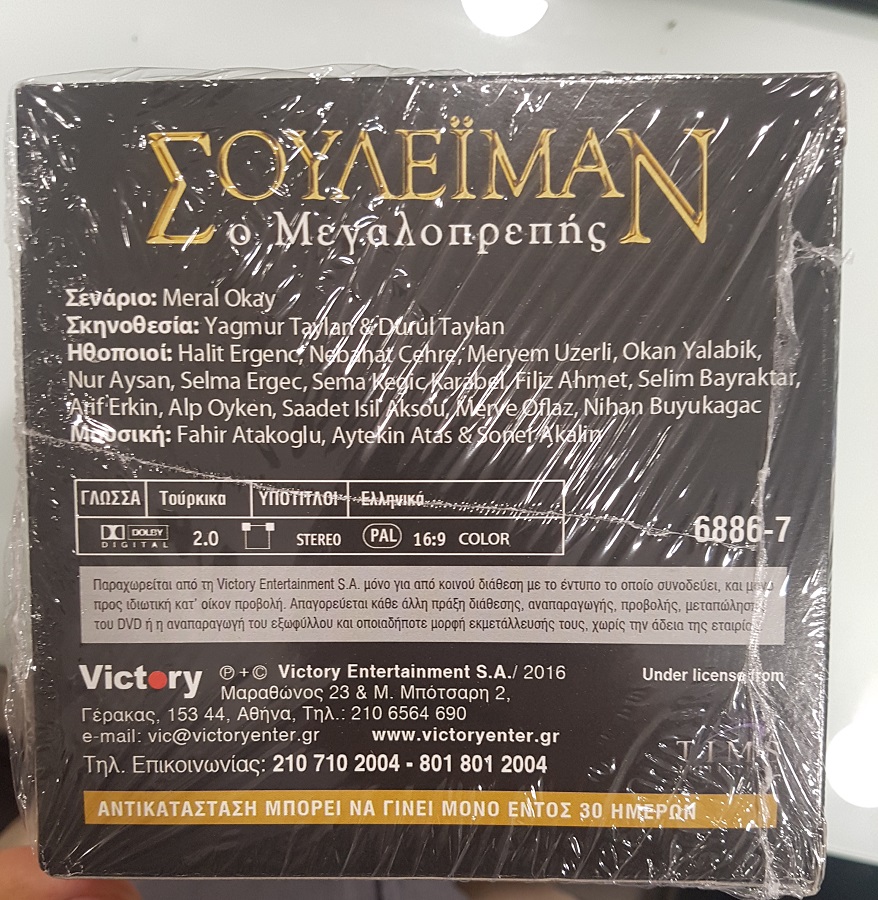 ΣΟΥΛΕΪΜΑΝ
ο Μεγαλοπρεπής
Σενάριο: Meral Okay
Σκηνοθεσία: Yagmur Taylan & Durul Taylan
Ηθοποιοί: Halit Ergenc, Nebahat Cehre, Meryem Uzerli, Okan Yalabik,
Nur Aysan, Selma Ergec, Sema Kecic Karabel, Filiz Ahmet, Selim Bayraktar,
Arif Erkin, Alp Oyken, Saadet Isil Aksou, Merve Oflaz, Nihan Buyukagac
Μουσική: Fahir Atakoglu, Aytekin Atas & Soner Akalin
ΓΛΩΣΣΑ Τούρκικα ΥΠΟΤΙΤΛΟΙ Ελληνικά
DOLBY DIGITAL 2.0 STEREO PAL 16:9 COLOR
6886-7
Παραχωρείται από τη Victory Entertainment S.A. μόνο για από κοινού διάθεση με το έντυπο το οποίο συνοδεύει, και μόνο
προς ιδιωτική κατ' οίκον προβολή. Απαγορεύεται κάθε άλλη πράξη διάθεσης, αναπαραγωγής, προβολής, μεταπώλησης
του DVD ή η αναπαραγωγή του εξωφύλλου και οποιαδήποτε μορφή εκμετάλλευσής τους, χωρίς την άδεια της εταιρίας.
Victory ℗+© Victory Entertainment S.A./ 2016
Under license from
Μαραθώνος 23 & Μ. Μπότσαρη 2,
Γέρακας, 153 44, Αθήνα, Τηλ.: 210 6564 690
e-mail: vic@victoryenter.gr www.victoryenter.gr
TIMS
Τηλ. Επικοινωνίας: 210 710 2004 - 801 801 2004
ΑΝΤΙΚΑΤΑΣΤΑΣΗ ΜΠΟΡΕΙ ΝΑ ΓΙΝΕΙ ΜΟΝΟ ΕΝΤΟΣ 30 ΗΜΕΡΩΝ